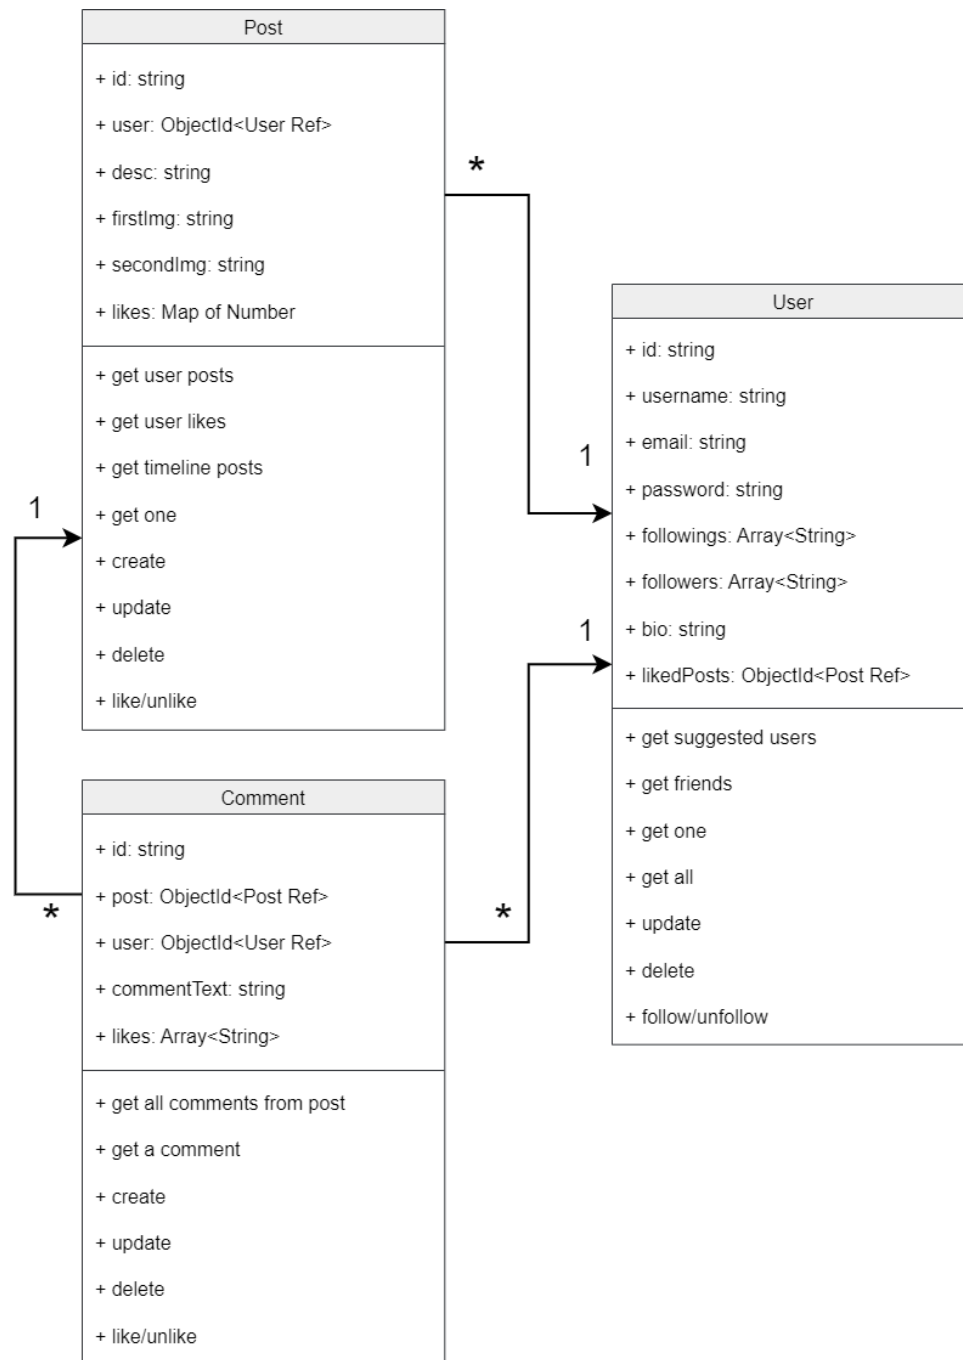 Post
+ id: string
+ user: ObjectId<User Ref>
+ desc: string
+ firstImg: string
+ secondImg: string
+ likes: Map of Number
+ get user posts
+ get user likes
+ get timeline posts
+ get one
+ create
+ update
+ delete
+ like/unlike
*
1
1
1
*
*
User
+ id: string
+ username: string
+ email: string
+ password: string
+ followings: Array<String>
+ followers: Array<String>
+ bio: string
+ likedPosts: ObjectId<Post Ref>
+ get suggested users
+ get friends
+ get one
+ get all
+ update
+ delete
+ follow/unfollow
Comment
+ id: string
+ post: ObjectId<Post Ref>
+ user: ObjectId<User Ref>
+ commentText: string
+ likes: Array<String>
+ get all comments from post
+ get a comment
+ create
+ update
+ delete
+ like/unlike